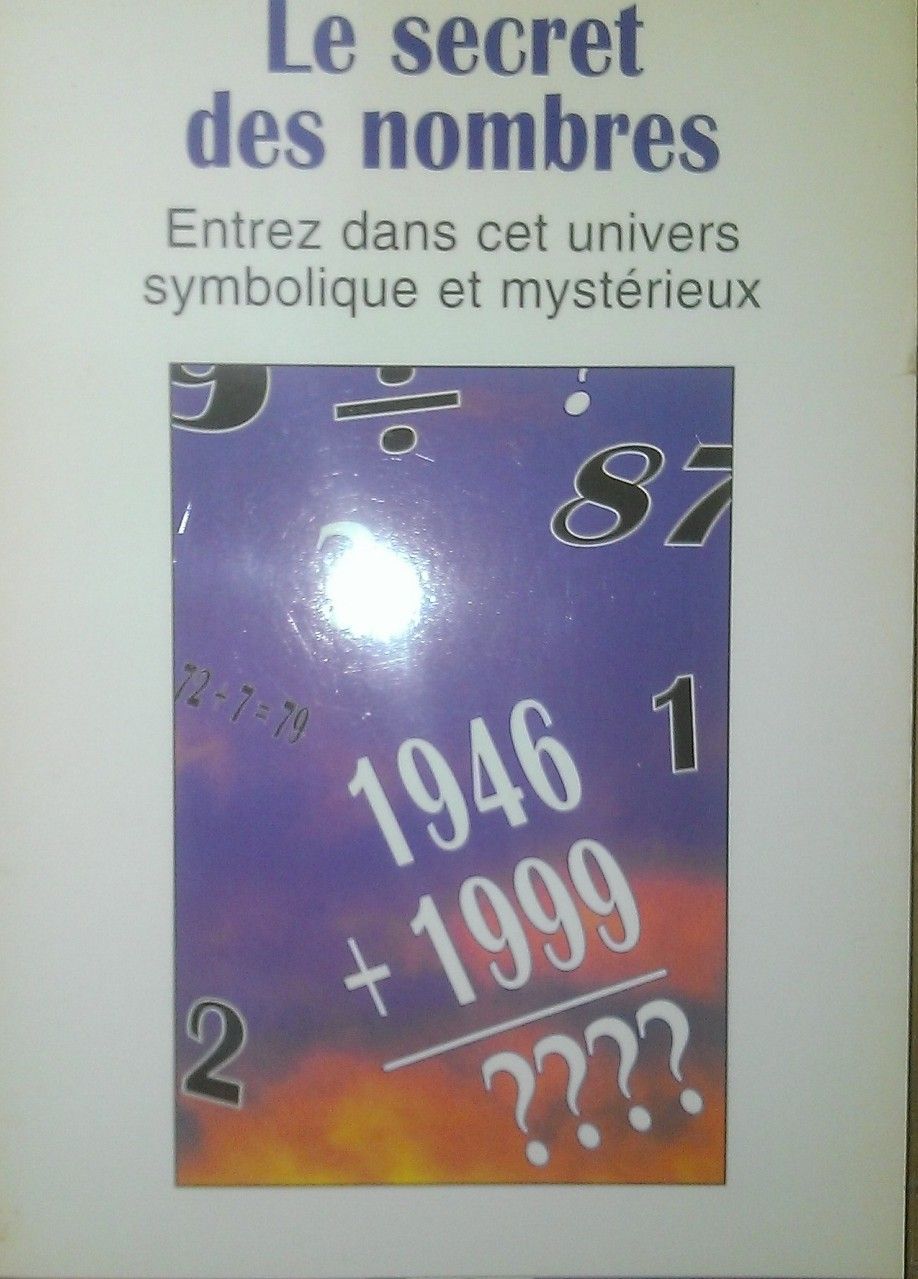 Le secret
des nombres
Entrez dans cet univers
symbolique et mystérieux
9 ÷ ?
87
?
72 + 7 = 79
1
1946
+ 1999
2
????